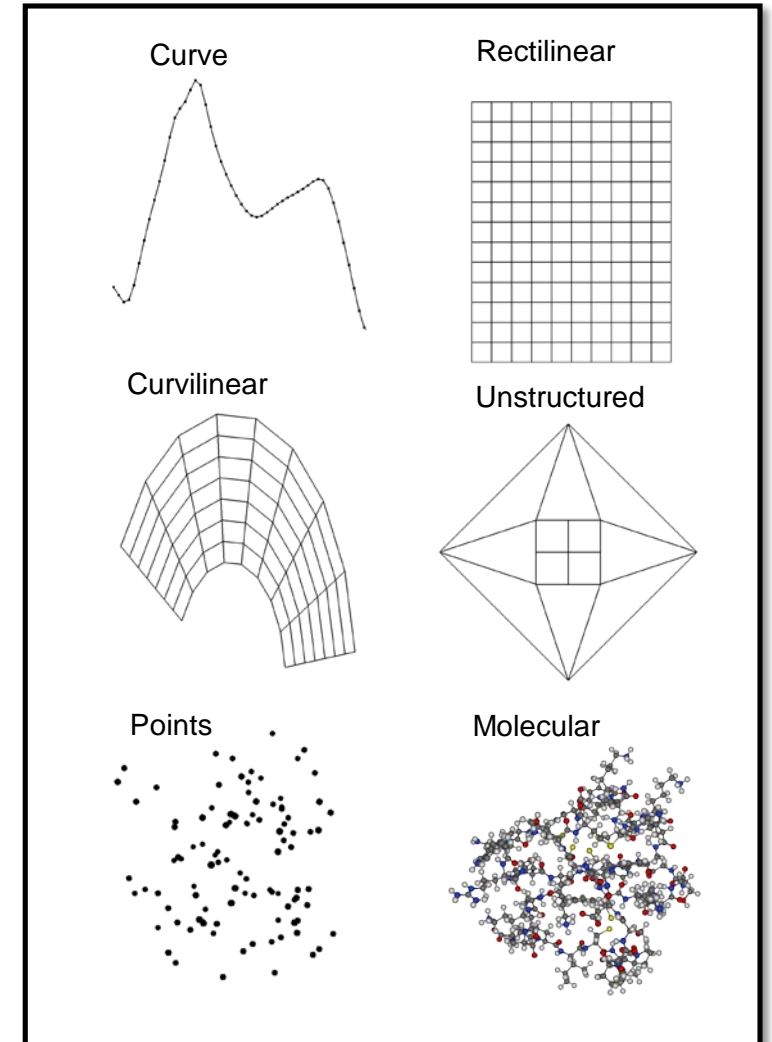 Curve
Rectilinear
Curvilinear
Unstructured
Points
Molecular